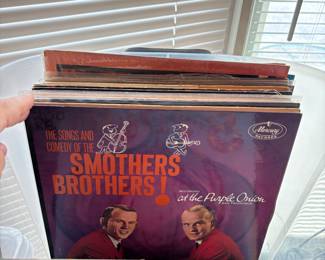 THE SONGS AND
COMEDY OF THE
SMOTHERS
BROTHERS!
Mercury
RECORDS
at the Purple Onion